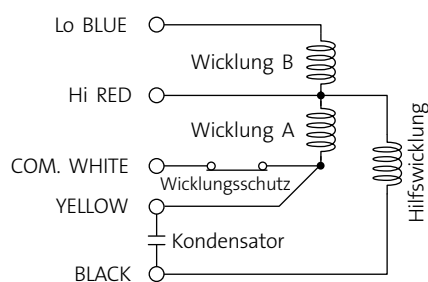 Lo BLUE
Wicklung B
Hi RED
Wicklung A
COM. WHITE
Wicklungsschutz
Hilfswicklung
YELLOW
Kondensator
BLACK